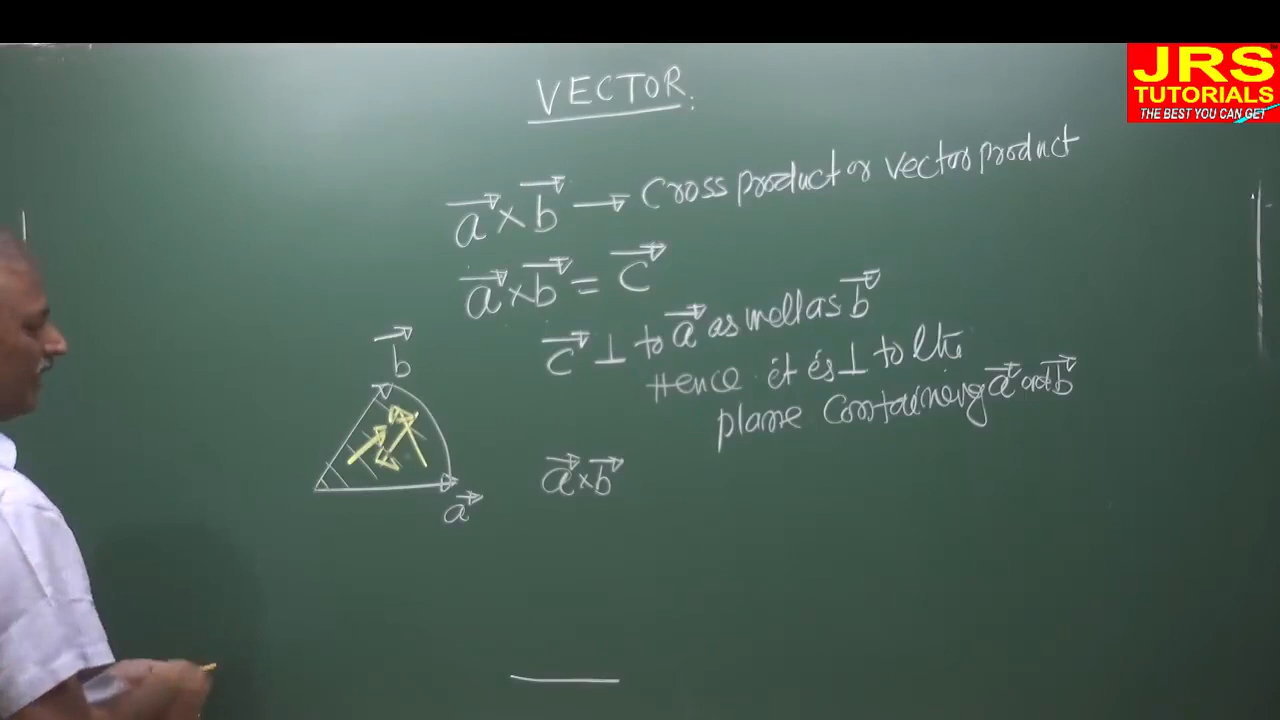 JRS
TUTORIALS
THE BEST YOU CAN GET
VECTOR:
a⃗ × b⃗ → Cross product or vector product
a⃗ × b⃗ = c⃗
c⃗ ⊥ to a⃗ as well as b⃗
Hence it is ⊥ to the
plane containing a⃗ and b⃗
b⃗
a⃗
a⃗ × b⃗